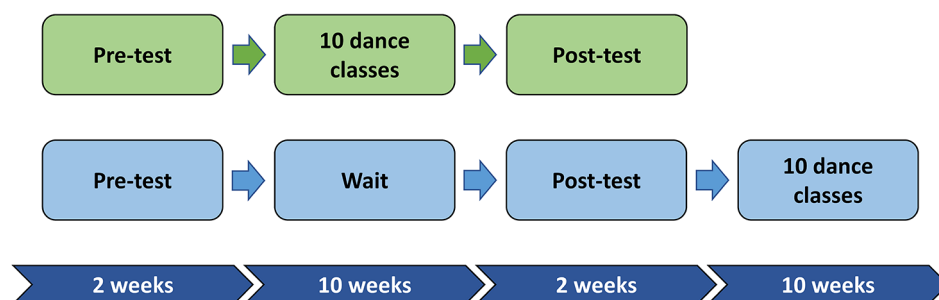 Pre-test
10 dance
classes
Post-test
Pre-test
Wait
Post-test
10 dance
classes
2 weeks
10 weeks
2 weeks
10 weeks